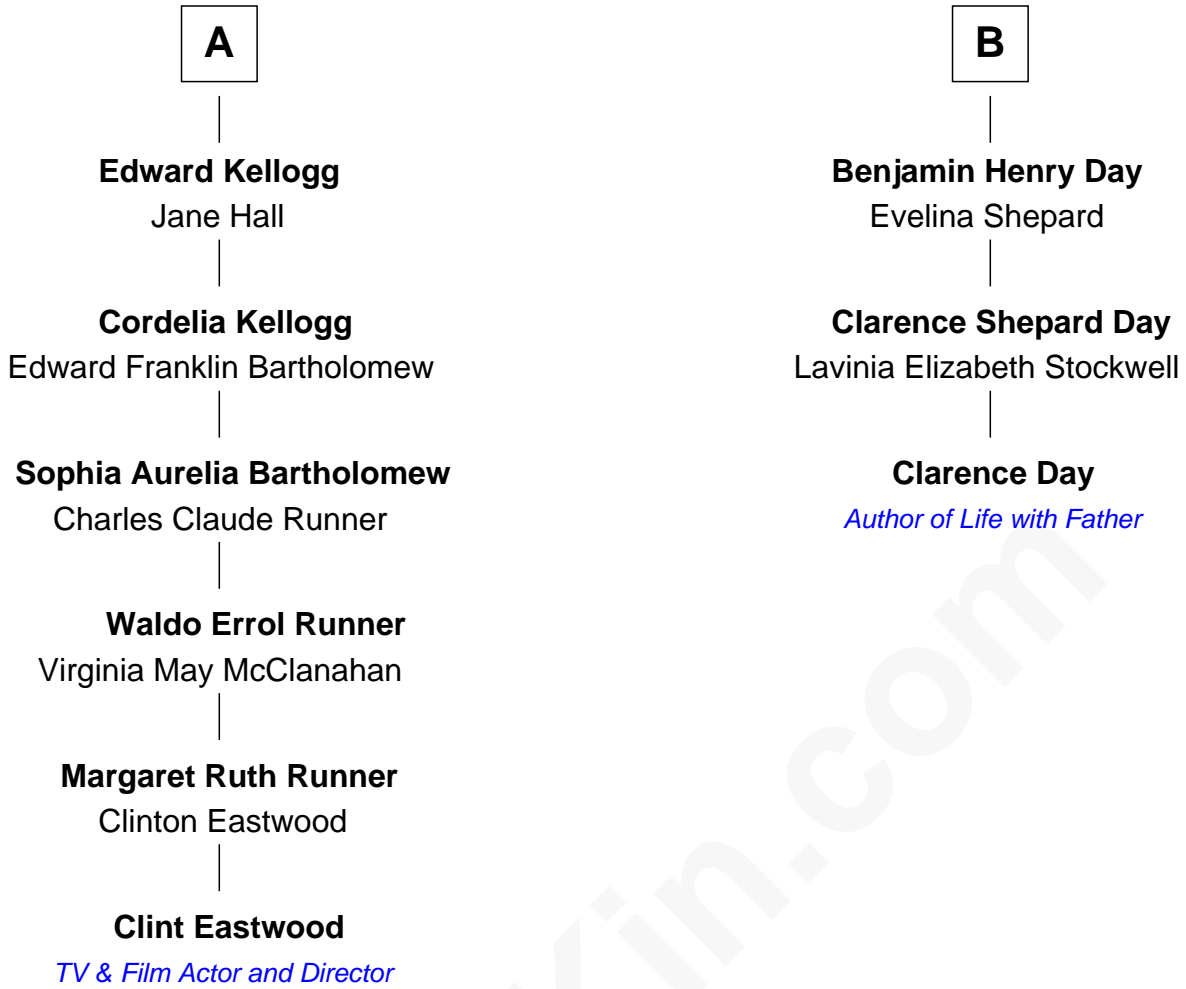 A
Edward Kellogg
Jane Hall
Cordelia Kellogg
Edward Franklin Bartholomew
Sophia Aurelia Bartholomew
Charles Claude Runner
Waldo Errol Runner
Virginia May McClanahan
Margaret Ruth Runner
Clinton Eastwood
Clint Eastwood
TV & Film Actor and Director
B
Benjamin Henry Day
Evelina Shepard
Clarence Shepard Day
Lavinia Elizabeth Stockwell
Clarence Day
Author of Life with Father
Kin.com